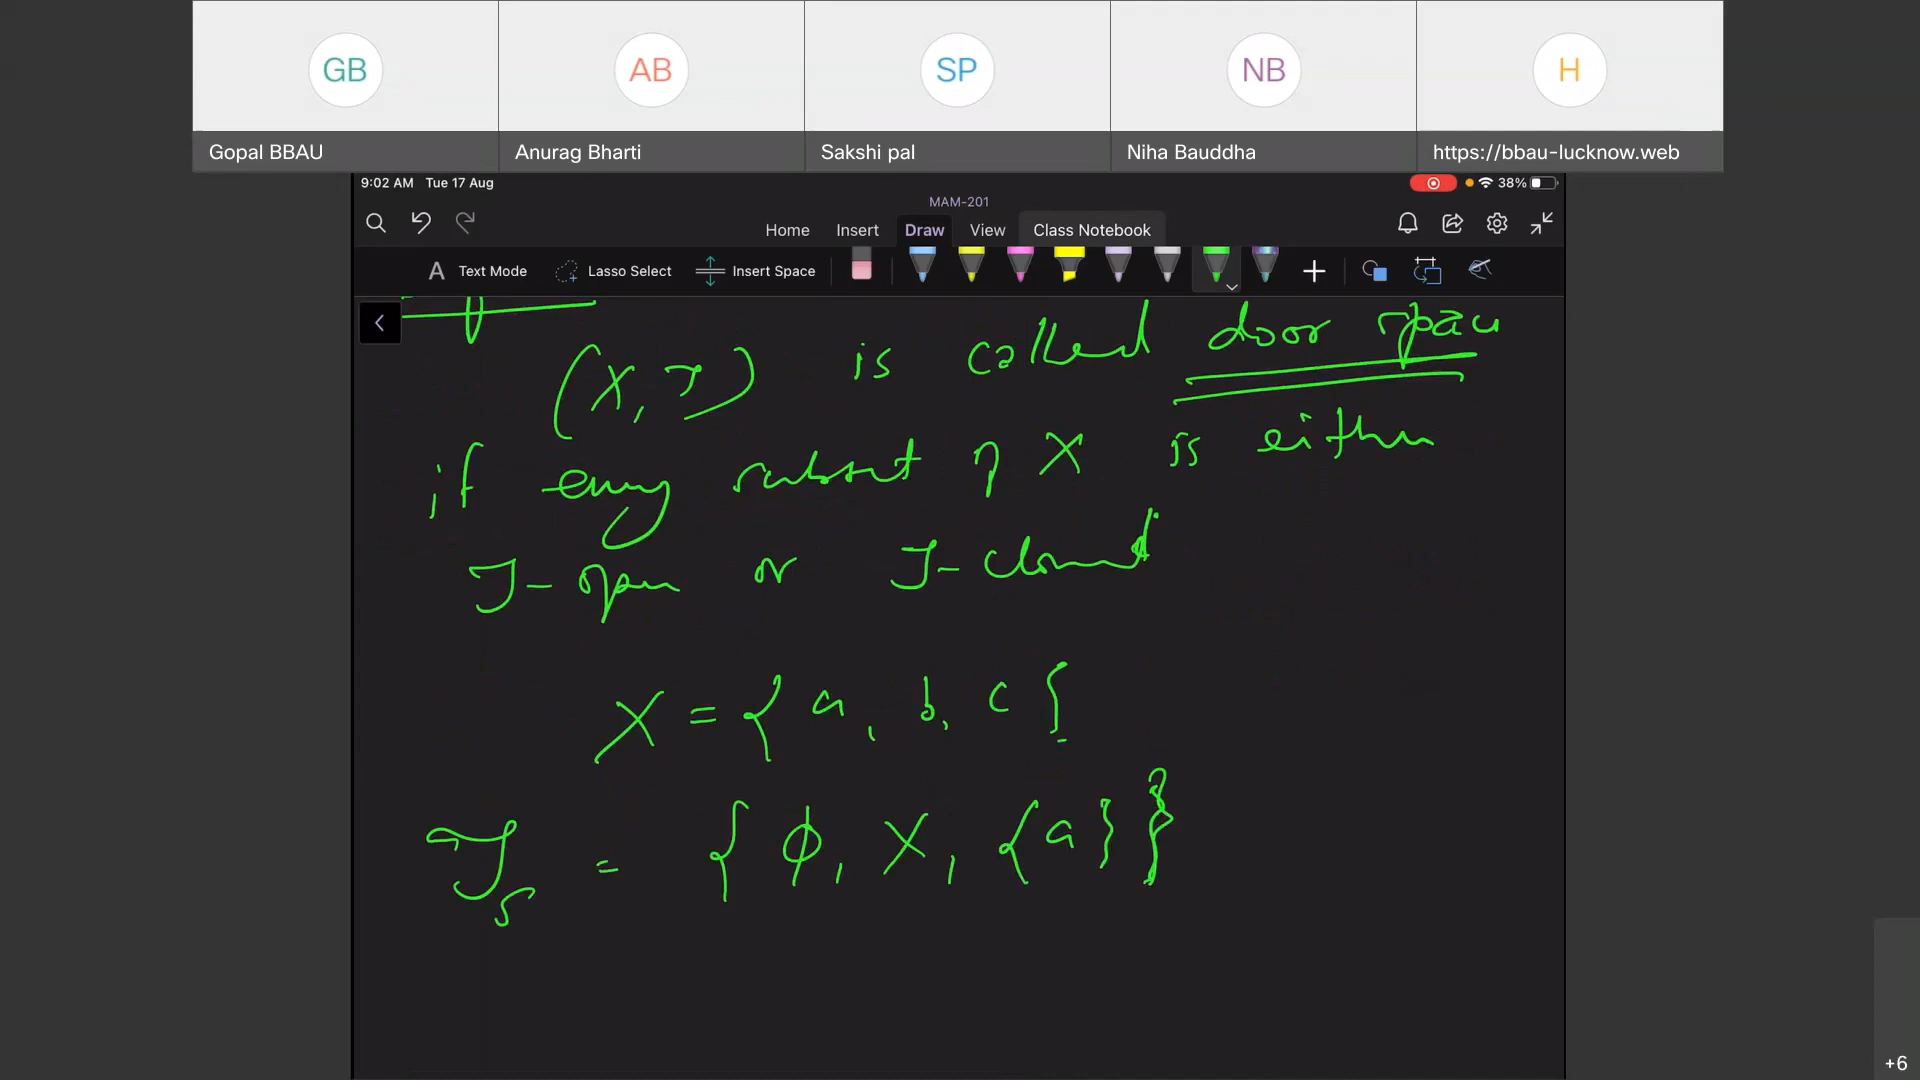 GB AB SP NB H
Gopal BBAU Anurag Bharti Sakshi pal Niha Bauddha https://bbau-lucknow.web
9:02 AM Tue 17 Aug 38%
MAM-201
Home Insert Draw View Class Notebook
A Text Mode Lasso Select Insert Space
(X, J) is called door space
if every subset of X is either
J-open or J-closed
X = { a, b, c }
J₅ = { ϕ, X, {a} }
+6